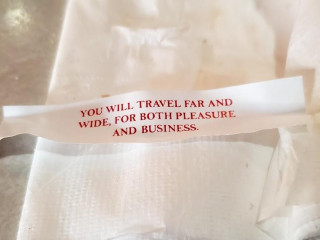 YOU WILL TRAVEL FAR AND
WIDE, FOR BOTH PLEASURE
AND BUSINESS.